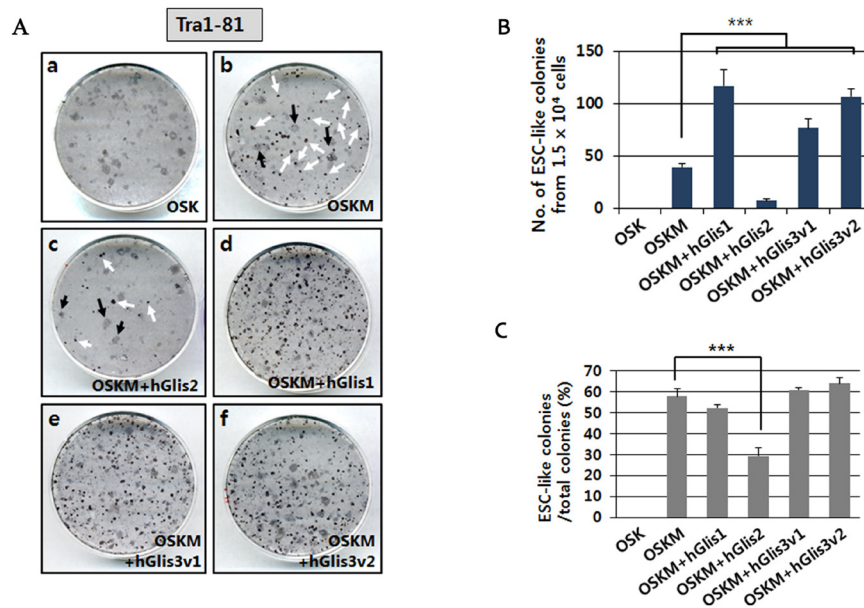 A
Tra1-81
a
OSK
b
OSKM
c
OSKM+hGlis2
d
OSKM+hGlis1
e
OSKM
+hGlis3v1
f
OSKM
+hGlis3v2
B
***
No. of ESC-like colonies
from 1.5 × 10⁴ cells
150
100
50
0
OSK
OSKM
OSKM+hGlis1
OSKM+hGlis2
OSKM+hGlis3v1
OSKM+hGlis3v2
C
***
ESC-like colonies
/total colonies (%)
70
60
50
40
30
20
10
0
OSK
OSKM
OSKM+hGlis1
OSKM+hGlis2
OSKM+hGlis3v1
OSKM+hGlis3v2